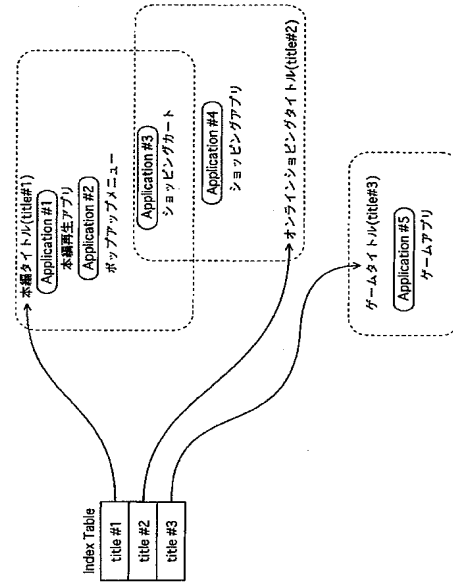 Index Table
title #1
title #2
title #3
本編タイトル(title#1)
Application #1
本編再生アプリ
Application #2
ポップアップメニュー
Application #3
ショッピングカート
Application #4
ショッピングアプリ
オンラインショッピングタイトル(title#2)
ゲームタイトル(title#3)
Application #5
ゲームアプリ